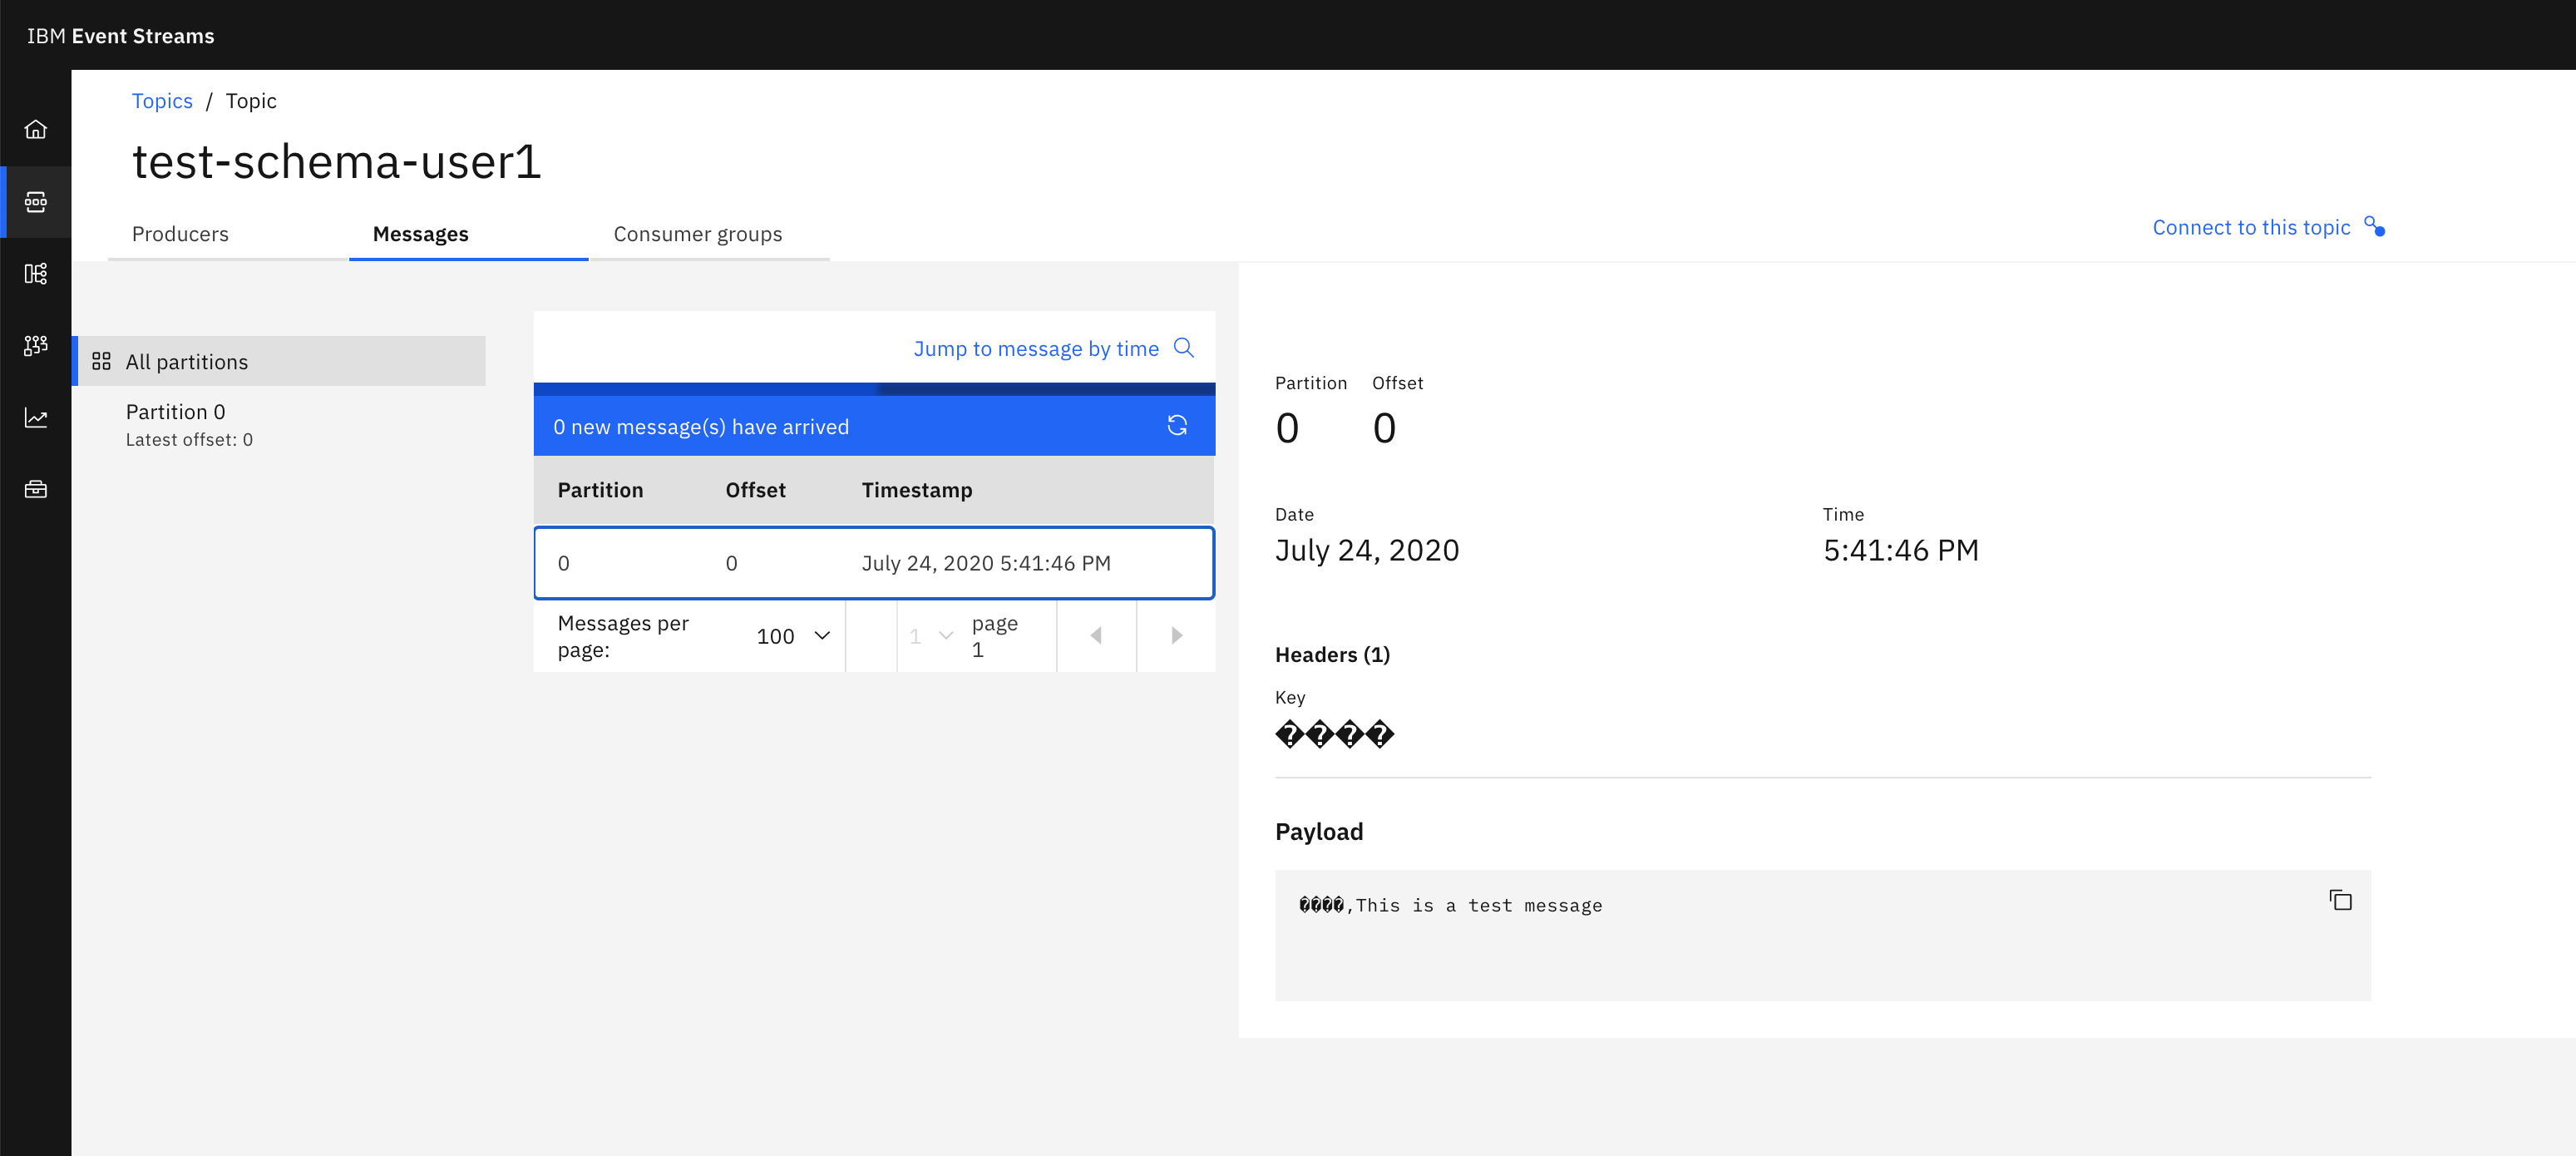 IBM Event Streams
Topics / Topic
test-schema-user1
Producers Messages Consumer groups
Connect to this topic
All partitions
Partition 0
Latest offset: 0
Jump to message by time
0 new message(s) have arrived
Partition Offset Timestamp
0 0 July 24, 2020 5:41:46 PM
Messages per page: 100 1 page 1
Partition Offset
0 0
Date Time
July 24, 2020 5:41:46 PM
Headers (1)
Key
����
Payload
����,This is a test message